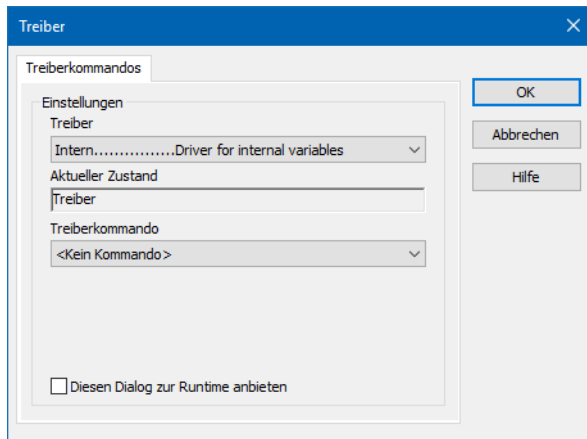 Treiber
Treiberkommandos
Einstellungen
Treiber
Intern................Driver for internal variables
Aktueller Zustand
Treiber
Treiberkommando
<Kein Kommando>
Diesen Dialog zur Runtime anbieten
OK
Abbrechen
Hilfe